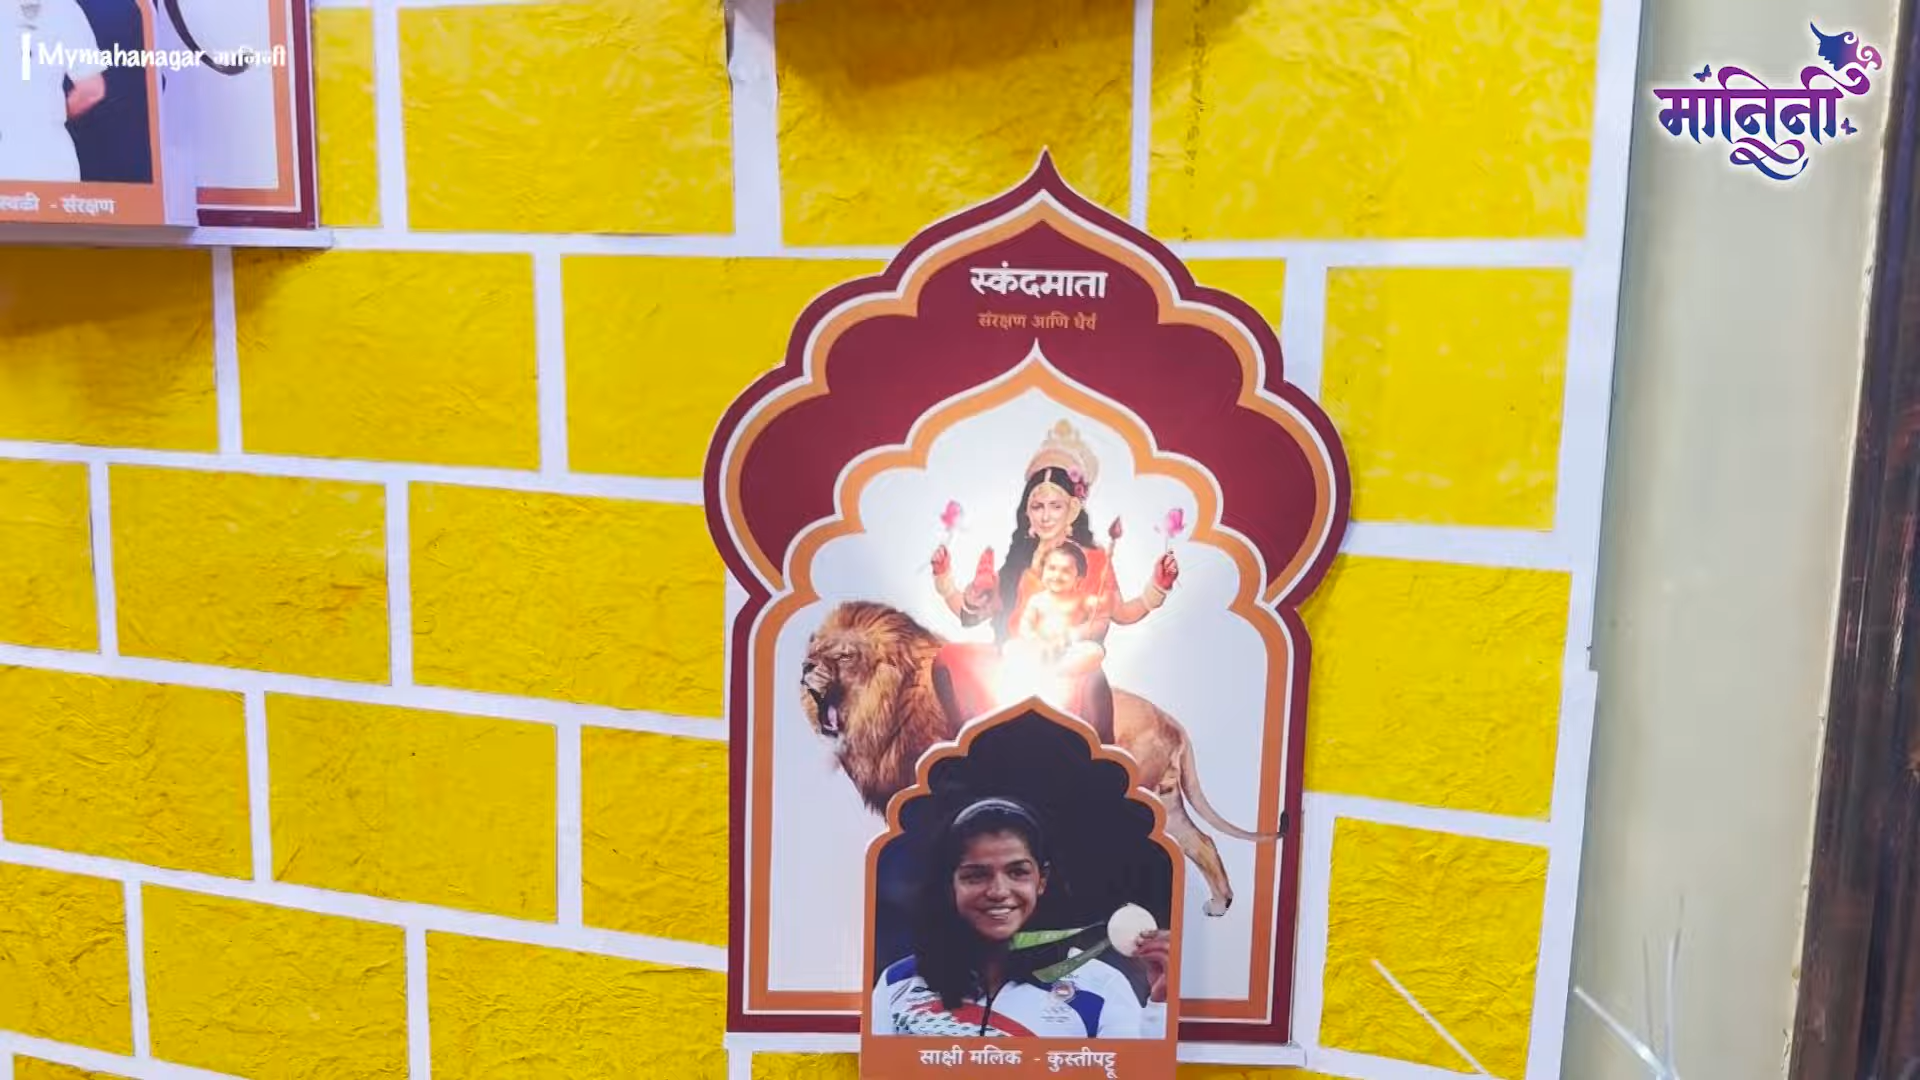 Mymahanagar मानिनी
मानिनी
- संरक्षण
स्कंदमाता
संरक्षण आणि धैर्य
साक्षी मलिक - कुस्तीपट्टू